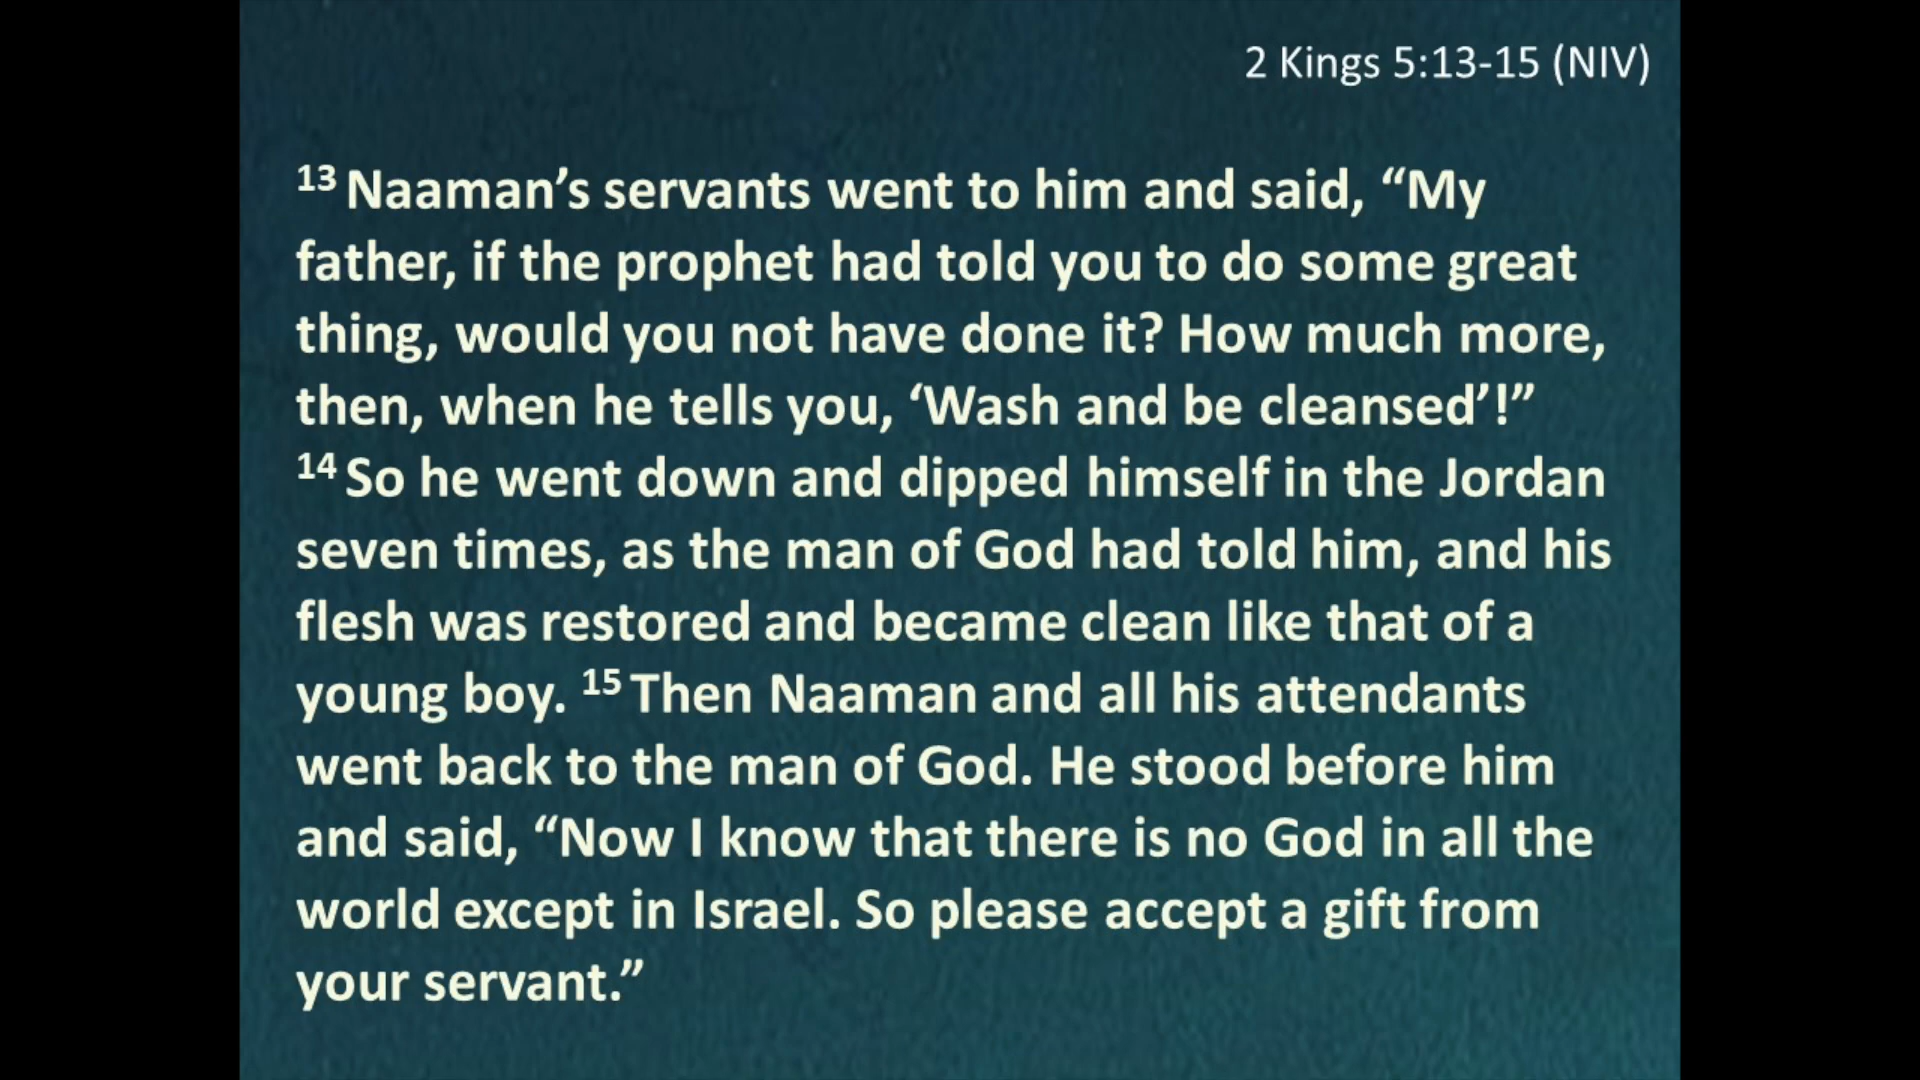 2 Kings 5:13-15 (NIV)
13 Naaman’s servants went to him and said, “My
father, if the prophet had told you to do some great
thing, would you not have done it? How much more,
then, when he tells you, ‘Wash and be cleansed’!”
14 So he went down and dipped himself in the Jordan
seven times, as the man of God had told him, and his
flesh was restored and became clean like that of a
young boy. 15 Then Naaman and all his attendants
went back to the man of God. He stood before him
and said, “Now I know that there is no God in all the
world except in Israel. So please accept a gift from
your servant.”